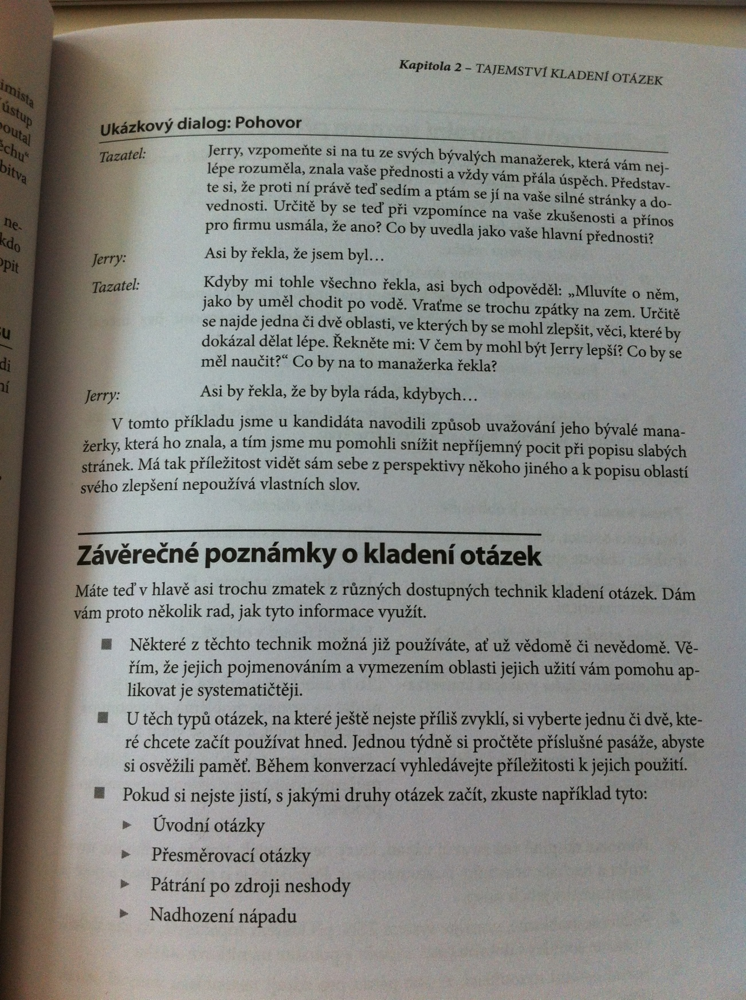 imista
ústup
poutal
ěchu“
bitva
ne-
kdo
opit
su
di
ní
Kapitola 2 – TAJEMSTVÍ KLADENÍ OTÁZEK
Ukázkový dialog: Pohovor
Tazatel: Jerry, vzpomeňte si na tu ze svých bývalých manažerek, která vám nej-
lépe rozuměla, znala vaše přednosti a vždy vám přála úspěch. Představ-
te si, že proti ní právě teď sedím a ptám se jí na vaše silné stránky a do-
vednosti. Určitě by se teď při vzpomínce na vaše zkušenosti a přínos
pro firmu usmála, že ano? Co by uvedla jako vaše hlavní přednosti?
Jerry: Asi by řekla, že jsem byl…
Tazatel: Kdyby mi tohle všechno řekla, asi bych odpověděl: „Mluvíte o něm,
jako by uměl chodit po vodě. Vraťme se trochu zpátky na zem. Určitě
se najde jedna či dvě oblasti, ve kterých by se mohl zlepšit, věci, které by
dokázal dělat lépe. Řekněte mi: V čem by mohl být Jerry lepší? Co by se
měl naučit?“ Co by na to manažerka řekla?
Jerry: Asi by řekla, že by byla ráda, kdybych…
V tomto příkladu jsme u kandidáta navodili způsob uvažování jeho bývalé mana-
žerky, která ho znala, a tím jsme mu pomohli snížit nepříjemný pocit při popisu slabých
stránek. Má tak příležitost vidět sám sebe z perspektivy někoho jiného a k popisu oblastí
svého zlepšení nepoužívá vlastních slov.
Závěrečné poznámky o kladení otázek
Máte teď v hlavě asi trochu zmatek z různých dostupných technik kladení otázek. Dám
vám proto několik rad, jak tyto informace využít.
■ Některé z těchto technik možná již používáte, ať už vědomě či nevědomě. Vě-
řím, že jejich pojmenováním a vymezením oblasti jejich užití vám pomohu ap-
likovat je systematičtěji.
■ U těch typů otázek, na které ještě nejste příliš zvyklí, si vyberte jednu či dvě, kte-
ré chcete začít používat hned. Jednou týdně si pročtěte příslušné pasáže, abyste
si osvěžili paměť. Během konverzací vyhledávejte příležitosti k jejich použití.
■ Pokud si nejste jistí, s jakými druhy otázek začít, zkuste například tyto:
► Úvodní otázky
► Přesměrovací otázky
► Pátrání po zdroji neshody
► Nadhození nápadu